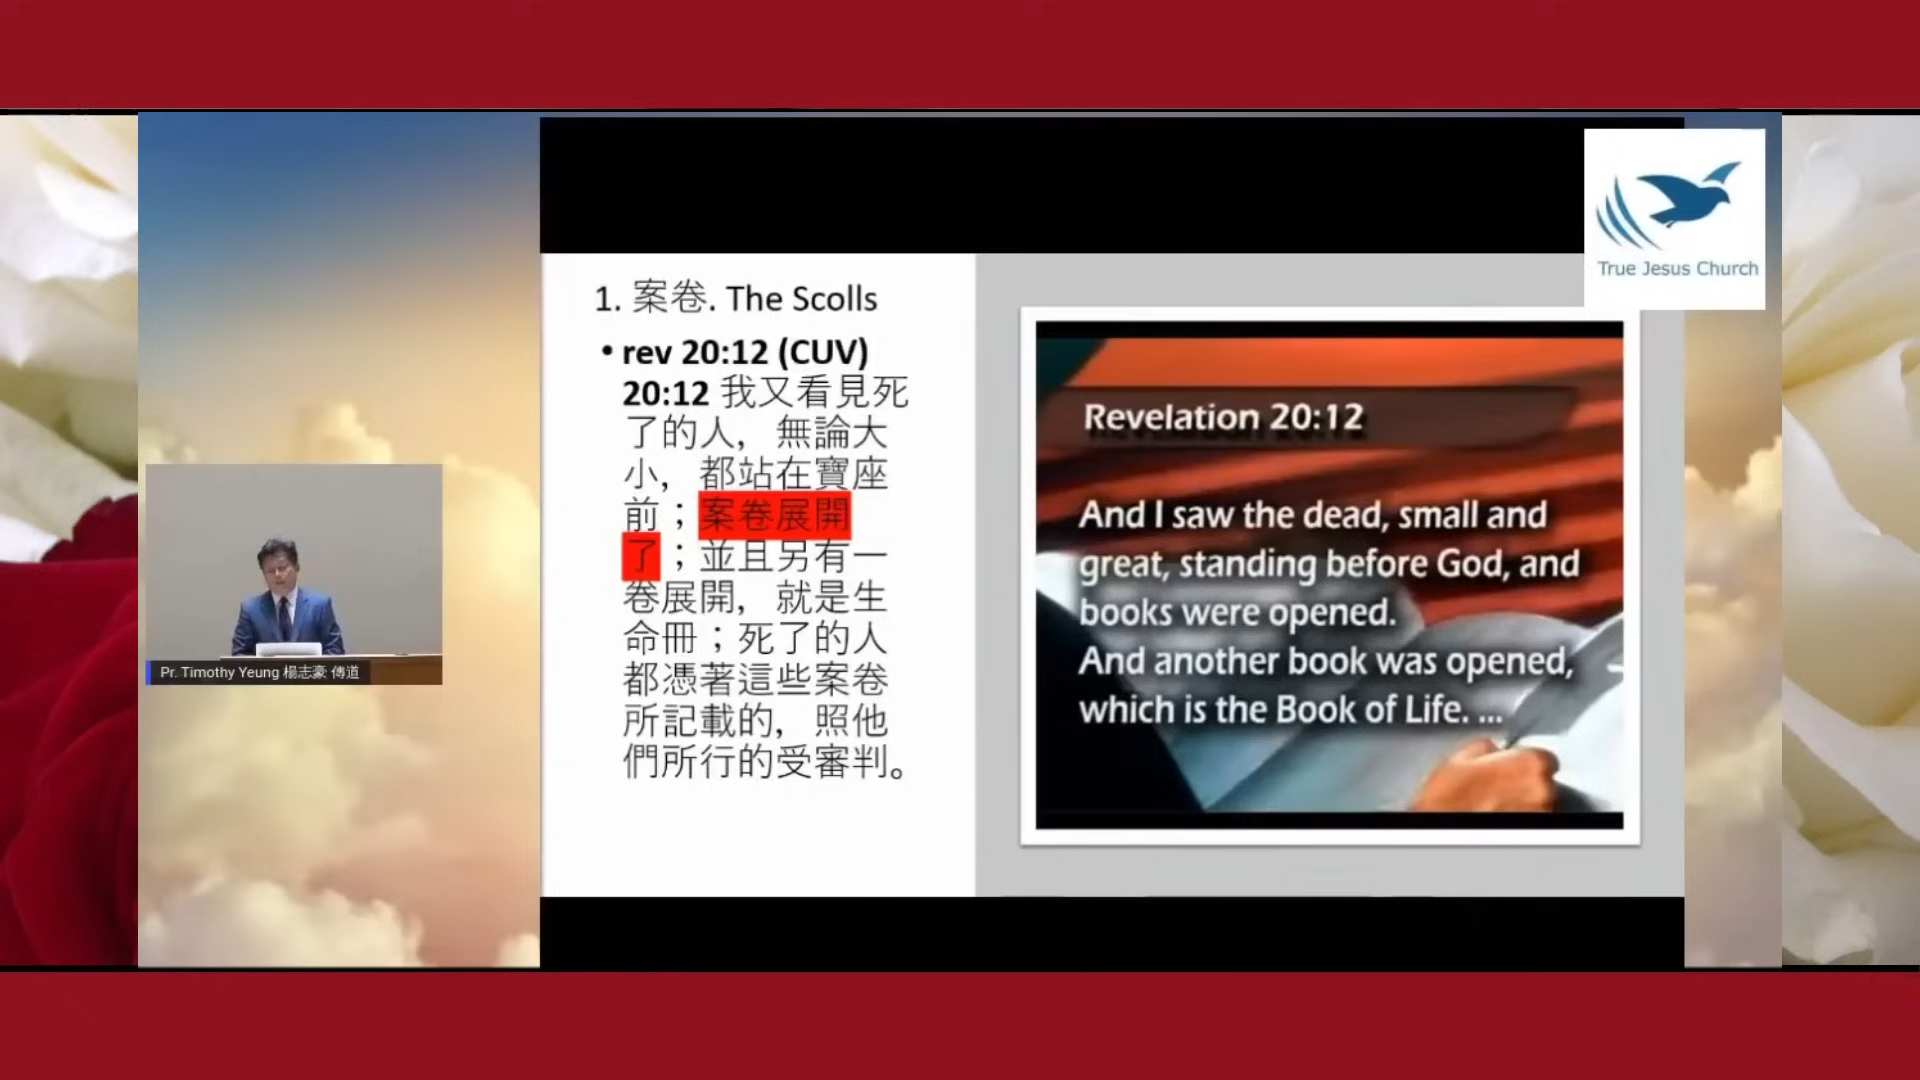 1. 案卷. The Scolls
• rev 20:12 (CUV)
20:12 我又看見死
了的人，無論大
小，都站在寶座
前；案卷展開
了；並且另有一
卷展開，就是生
命冊；死了的人
都憑著這些案卷
所記載的，照他
們所行的受審判。
Revelation 20:12
And I saw the dead, small and
great, standing before God, and
books were opened.
And another book was opened,
which is the Book of Life. ...
True Jesus Church
Pr. Timothy Yeung 楊志豪 傳道